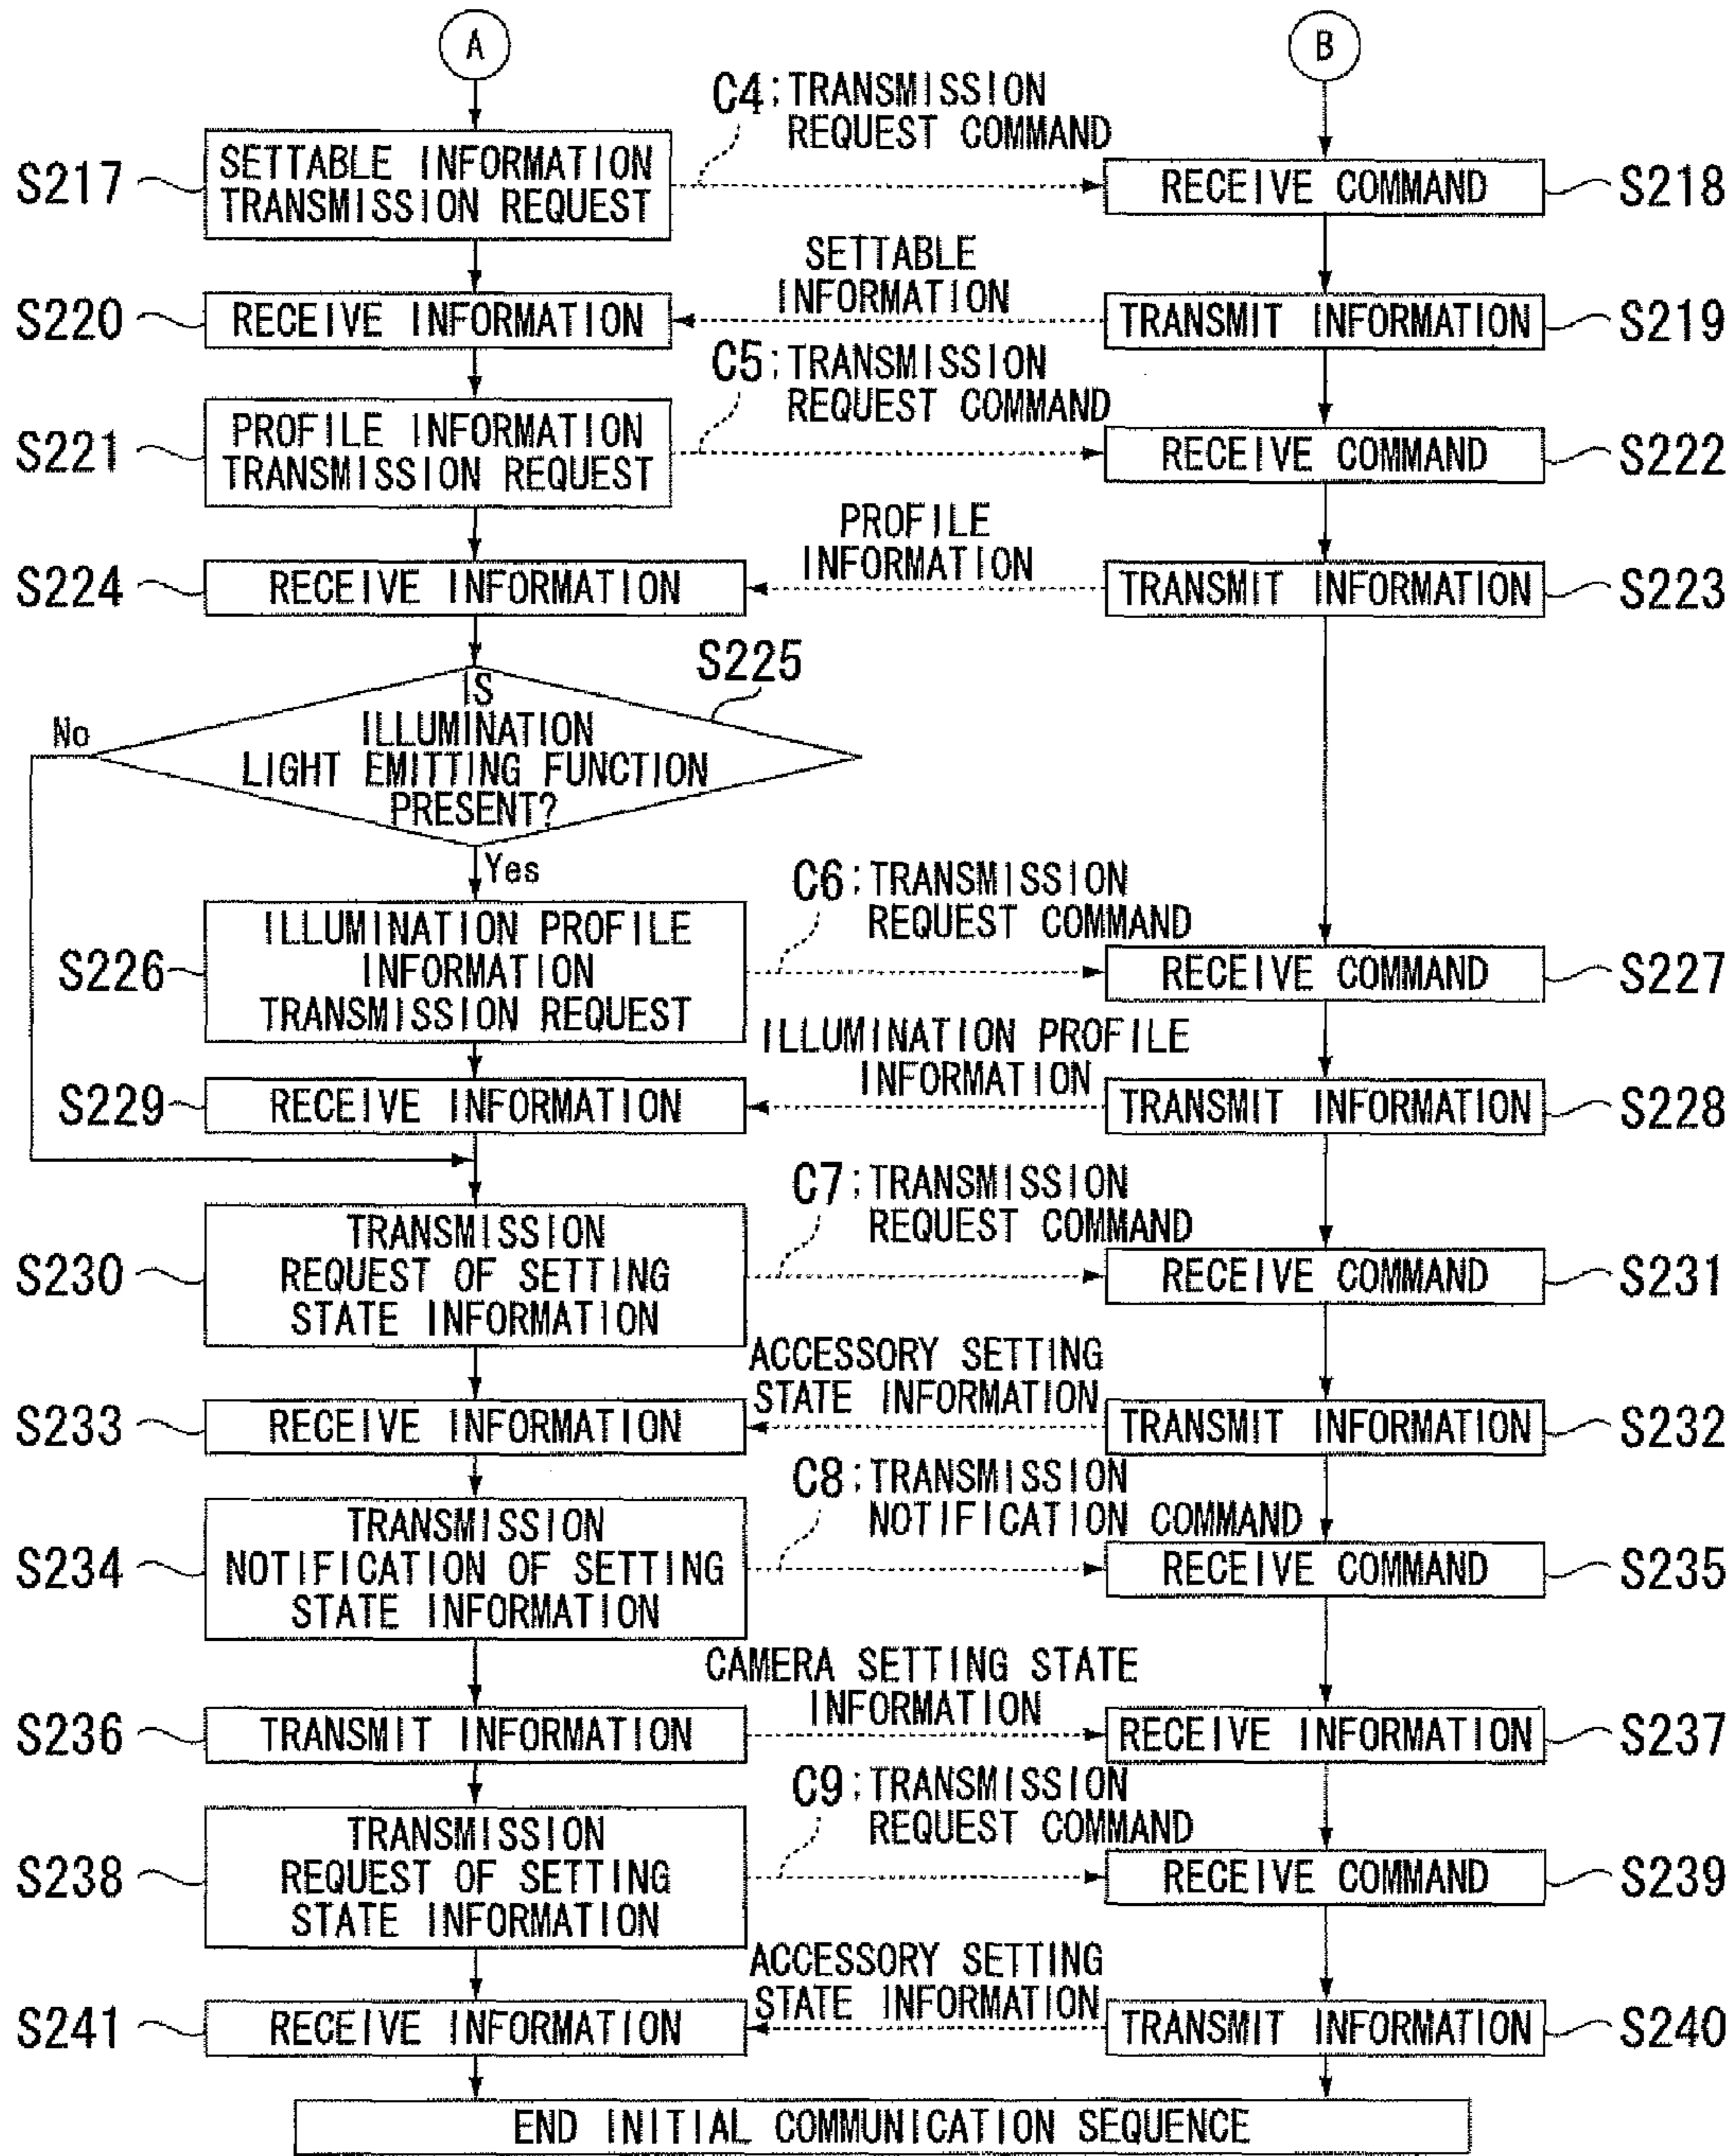 A
B
C4:TRANSMISSION
REQUEST COMMAND
S217
SETTABLE INFORMATION
TRANSMISSION REQUEST
RECEIVE COMMAND
S218
SETTABLE
INFORMATION
S220
RECEIVE INFORMATION
TRANSMIT INFORMATION
S219
C5:TRANSMISSION
REQUEST COMMAND
S221
PROFILE INFORMATION
TRANSMISSION REQUEST
RECEIVE COMMAND
S222
PROFILE
INFORMATION
S224
RECEIVE INFORMATION
TRANSMIT INFORMATION
S223
S225
No
IS
ILLUMINATION
LIGHT EMITTING FUNCTION
PRESENT?
Yes
C6:TRANSMISSION
REQUEST COMMAND
S226
ILLUMINATION PROFILE
INFORMATION
TRANSMISSION REQUEST
RECEIVE COMMAND
S227
ILLUMINATION PROFILE
INFORMATION
S229
RECEIVE INFORMATION
TRANSMIT INFORMATION
S228
C7:TRANSMISSION
REQUEST COMMAND
S230
TRANSMISSION
REQUEST OF SETTING
STATE INFORMATION
RECEIVE COMMAND
S231
ACCESSORY SETTING
STATE INFORMATION
S233
RECEIVE INFORMATION
TRANSMIT INFORMATION
S232
C8:TRANSMISSION
NOTIFICATION COMMAND
S234
TRANSMISSION
NOTIFICATION OF SETTING
STATE INFORMATION
RECEIVE COMMAND
S235
CAMERA SETTING STATE
INFORMATION
S236
TRANSMIT INFORMATION
RECEIVE INFORMATION
S237
C9:TRANSMISSION
REQUEST COMMAND
S238
TRANSMISSION
REQUEST OF SETTING
STATE INFORMATION
RECEIVE COMMAND
S239
ACCESSORY SETTING
STATE INFORMATION
S241
RECEIVE INFORMATION
TRANSMIT INFORMATION
S240
END INITIAL COMMUNICATION SEQUENCE